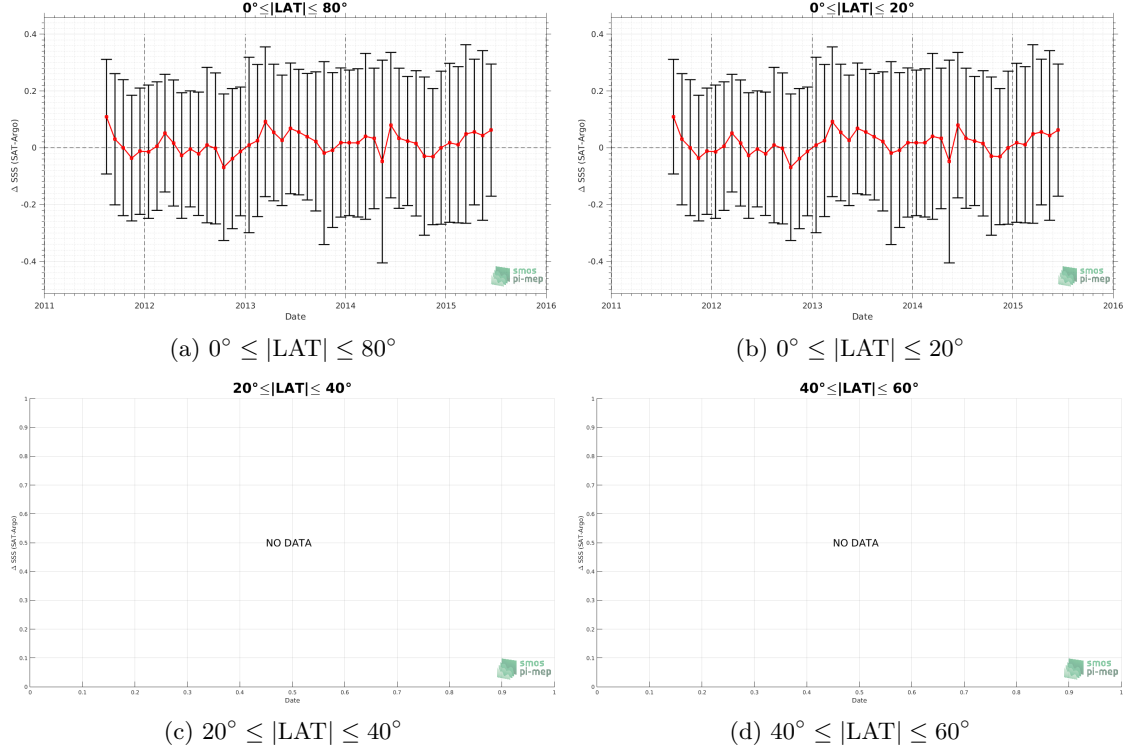 0°≤|LAT|≤ 80°
Δ SSS (SAT-Argo)
0.4
0.2
0
-0.2
-0.4
2011 2012 2013 2014 2015 2016
Date
smos
pi-mep
(a) 0° ≤ |LAT| ≤ 80°
0°≤|LAT|≤ 20°
Δ SSS (SAT-Argo)
0.4
0.2
0
-0.2
-0.4
2011 2012 2013 2014 2015 2016
Date
smos
pi-mep
(b) 0° ≤ |LAT| ≤ 20°
20°≤|LAT|≤ 40°
Δ SSS (SAT-Argo)
1
0.9
0.8
0.7
0.6
0.5
0.4
0.3
0.2
0.1
0
NO DATA
0 0.1 0.2 0.3 0.4 0.5 0.6 0.7 0.8 0.9 1
Date
smos
pi-mep
(c) 20° ≤ |LAT| ≤ 40°
40°≤|LAT|≤ 60°
Δ SSS (SAT-Argo)
1
0.9
0.8
0.7
0.6
0.5
0.4
0.3
0.2
0.1
0
NO DATA
0 0.1 0.2 0.3 0.4 0.5 0.6 0.7 0.8 0.9 1
Date
smos
pi-mep
(d) 40° ≤ |LAT| ≤ 60°